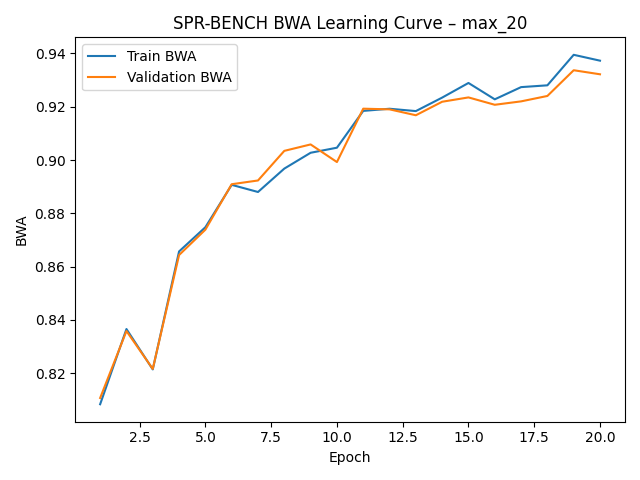 SPR-BENCH BWA Learning Curve – max_20
Train BWA
Validation BWA
BWA
0.94
0.92
0.90
0.88
0.86
0.84
0.82
2.5 5.0 7.5 10.0 12.5 15.0 17.5 20.0
Epoch